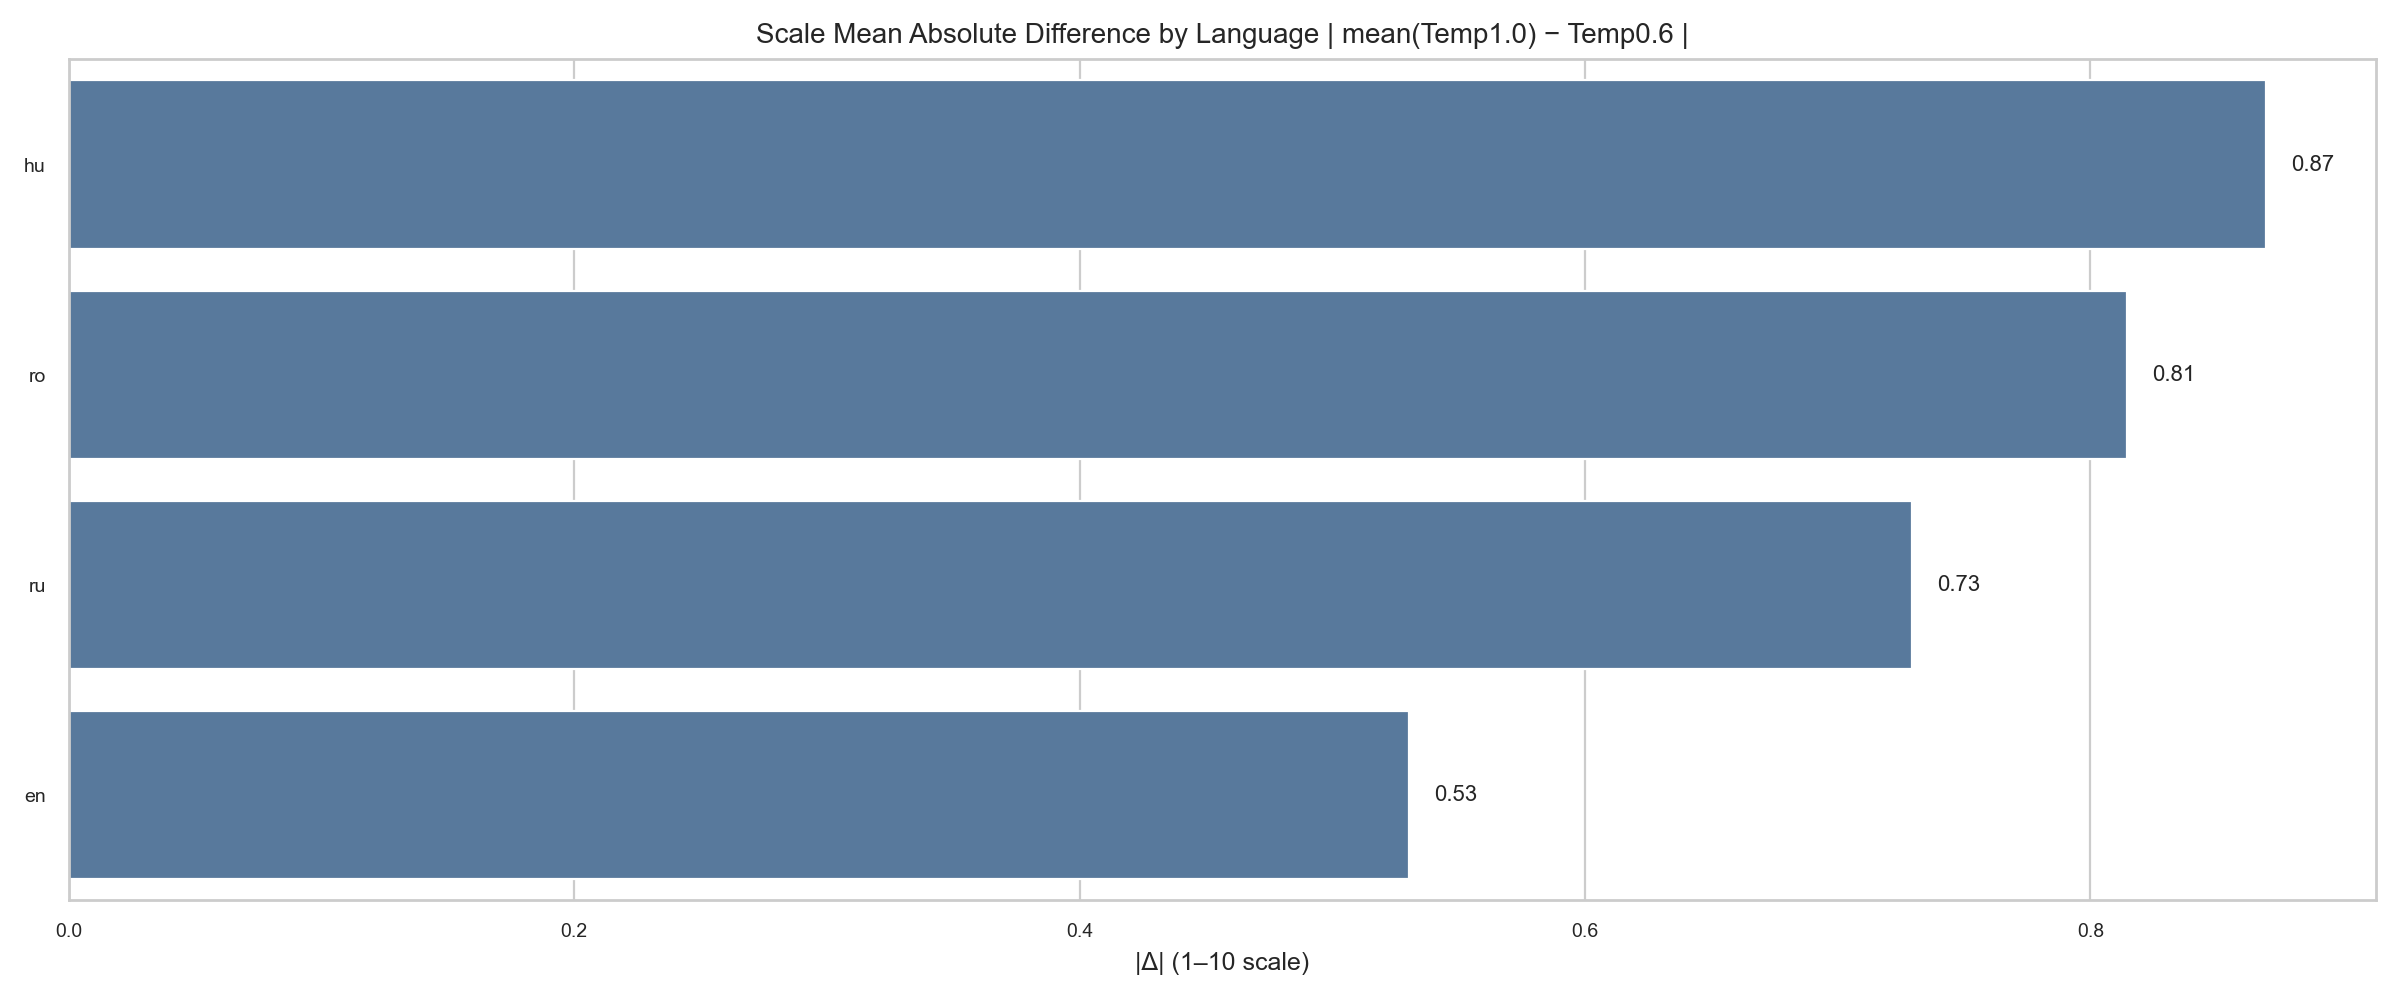 Scale Mean Absolute Difference by Language | mean(Temp1.0) − Temp0.6 |
hu
0.87
ro
0.81
ru
0.73
en
0.53
0.0 0.2 0.4 0.6 0.8
|Δ| (1–10 scale)